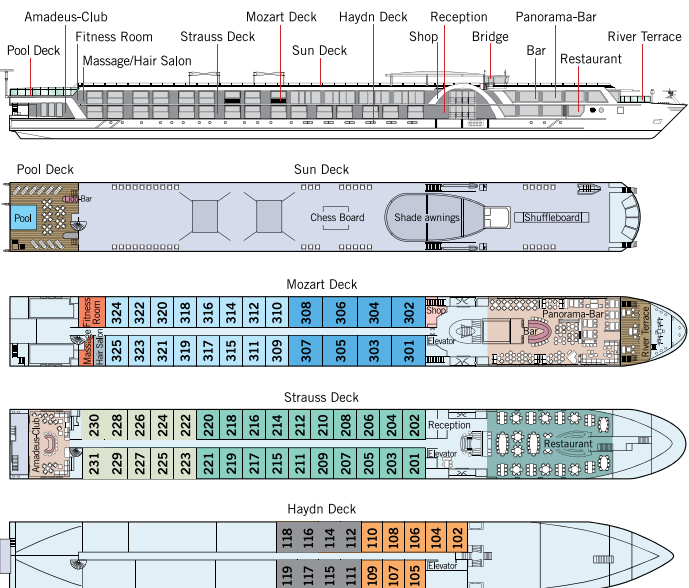 Amadeus-Club Mozart Deck Haydn Deck Reception Panorama-Bar
Fitness Room Strauss Deck Shop Bridge River Terrace
Pool Deck Sun Deck Bar
Massage/Hair Salon Restaurant
Pool Deck Sun Deck
Pool Chess Board Shade awnings Shuffleboard
Mozart Deck
Fitness Room 324 322 320 318 316 314 312 310 308 306 304 302 Shop Panorama-Bar
Bar River Terrace
Massage Hair Salon 325 323 321 319 317 315 311 309 307 305 303 301 Elevator
Strauss Deck
230 228 226 224 222 220 218 216 214 212 210 208 206 204 202 Reception
Amadeus-Club Restaurant
231 229 227 225 223 221 219 217 215 211 209 207 205 203 201 Elevator
Haydn Deck
118 116 114 112 110 108 106 104 102
119 117 115 111 109 107 105 Elevator